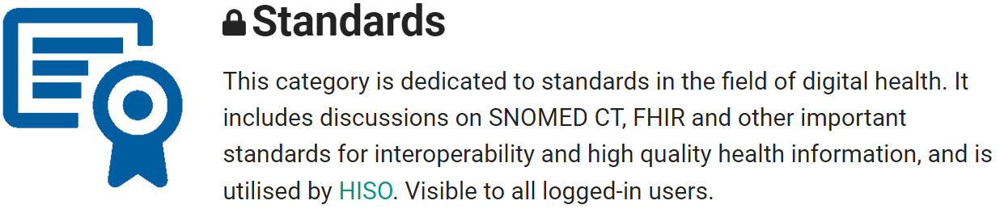 Standards
This category is dedicated to standards in the field of digital health. It
includes discussions on SNOMED CT, FHIR and other important
standards for interoperability and high quality health information, and is
utilised by HISO. Visible to all logged-in users.